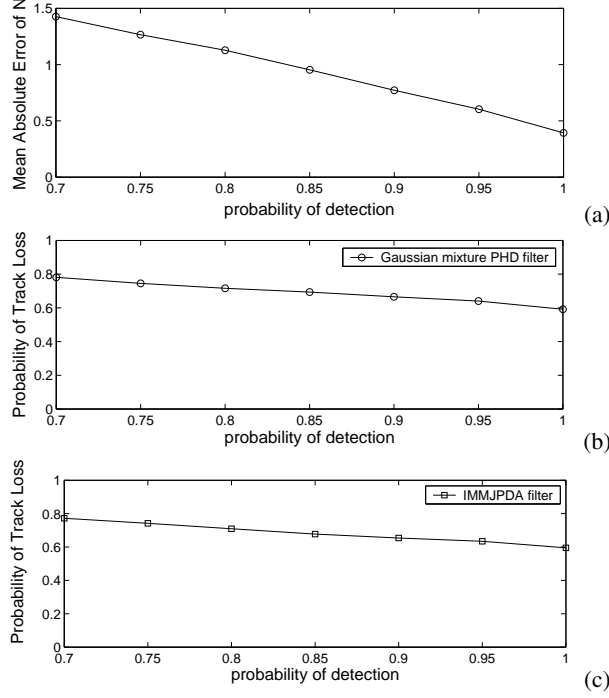 1.5
1
0.5
0
Mean Absolute Error of N
0.7 0.75 0.8 0.85 0.9 0.95 1
probability of detection
(a)
1
0.8
0.6
0.4
0.2
0
Probability of Track Loss
Gaussian mixture PHD filter
0.7 0.75 0.8 0.85 0.9 0.95 1
probability of detection
(b)
1
0.8
0.6
0.4
0.2
0
Probability of Track Loss
IMMJPDA filter
0.7 0.75 0.8 0.85 0.9 0.95 1
probability of detection
(c)